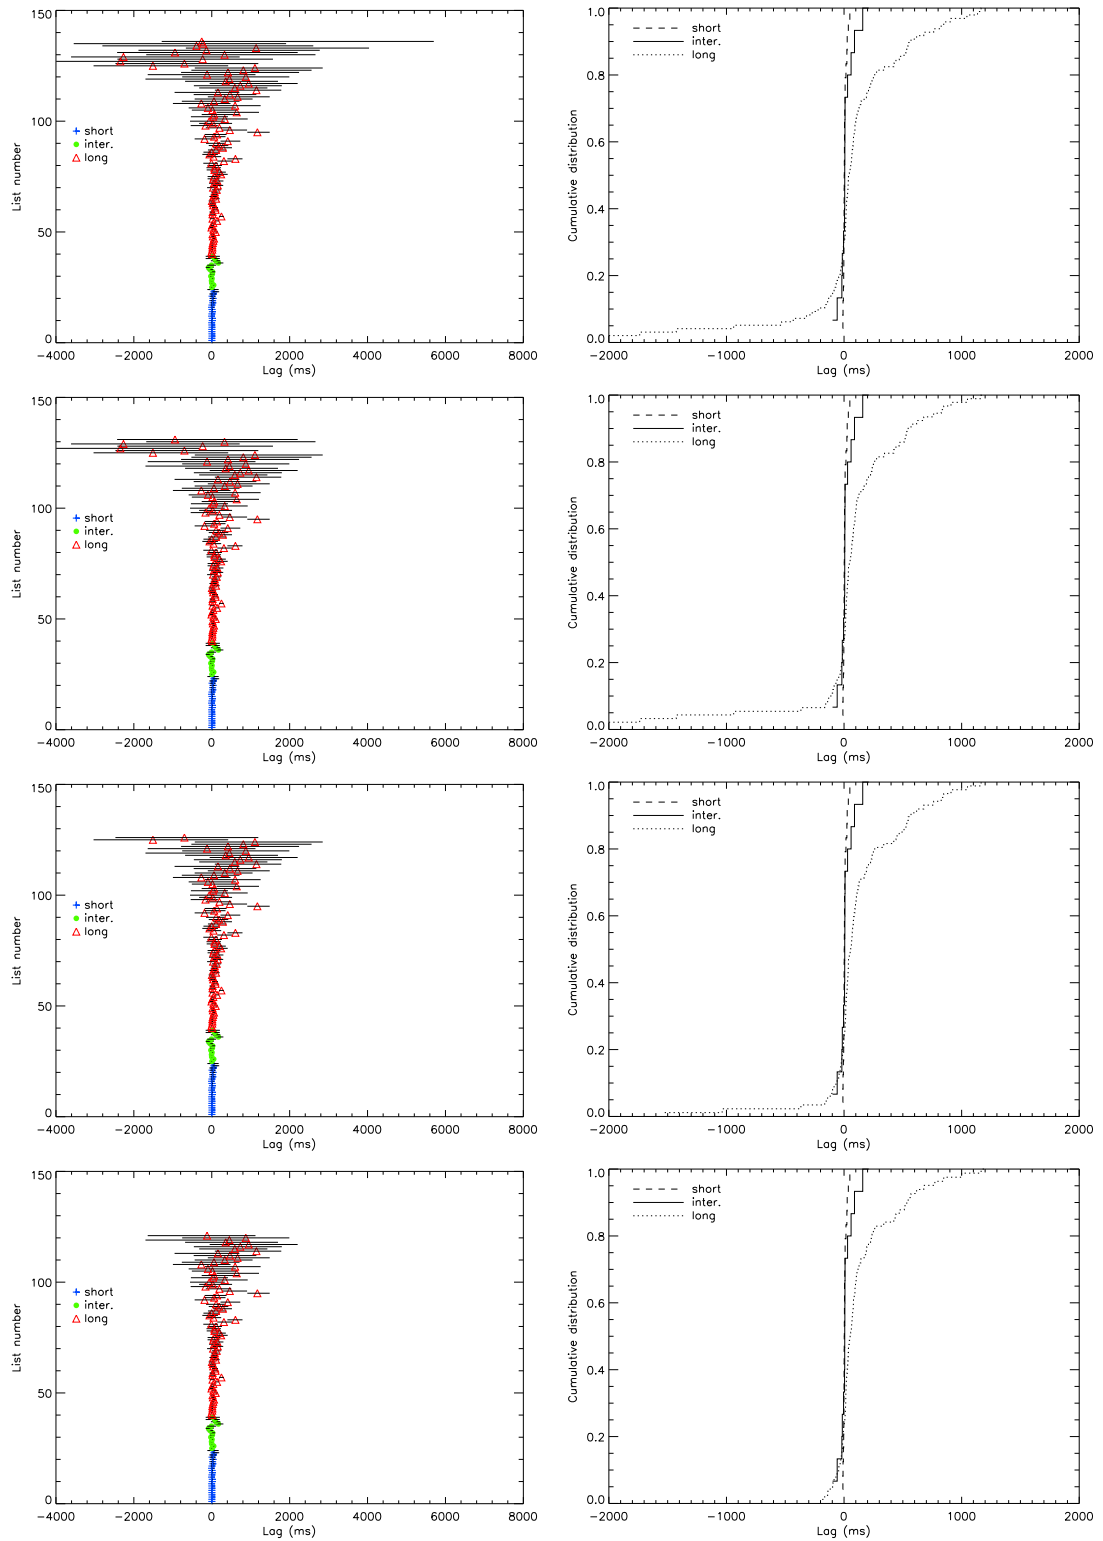 150
100
50
0
List number
+ short
inter.
long
−4000 −2000 0 2000 4000 6000 8000
Lag (ms)
1.0
0.8
0.6
0.4
0.2
0.0
Cumulative distribution
short
inter.
long
−2000 −1000 0 1000 2000
Lag (ms)
150
100
50
0
List number
+ short
inter.
long
−4000 −2000 0 2000 4000 6000 8000
Lag (ms)
1.0
0.8
0.6
0.4
0.2
0.0
Cumulative distribution
short
inter.
long
−2000 −1000 0 1000 2000
Lag (ms)
150
100
50
0
List number
+ short
inter.
long
−4000 −2000 0 2000 4000 6000 8000
Lag (ms)
1.0
0.8
0.6
0.4
0.2
0.0
Cumulative distribution
short
inter.
long
−2000 −1000 0 1000 2000
Lag (ms)
150
100
50
0
List number
+ short
inter.
long
−4000 −2000 0 2000 4000 6000 8000
Lag (ms)
1.0
0.8
0.6
0.4
0.2
0.0
Cumulative distribution
short
inter.
long
−2000 −1000 0 1000 2000
Lag (ms)